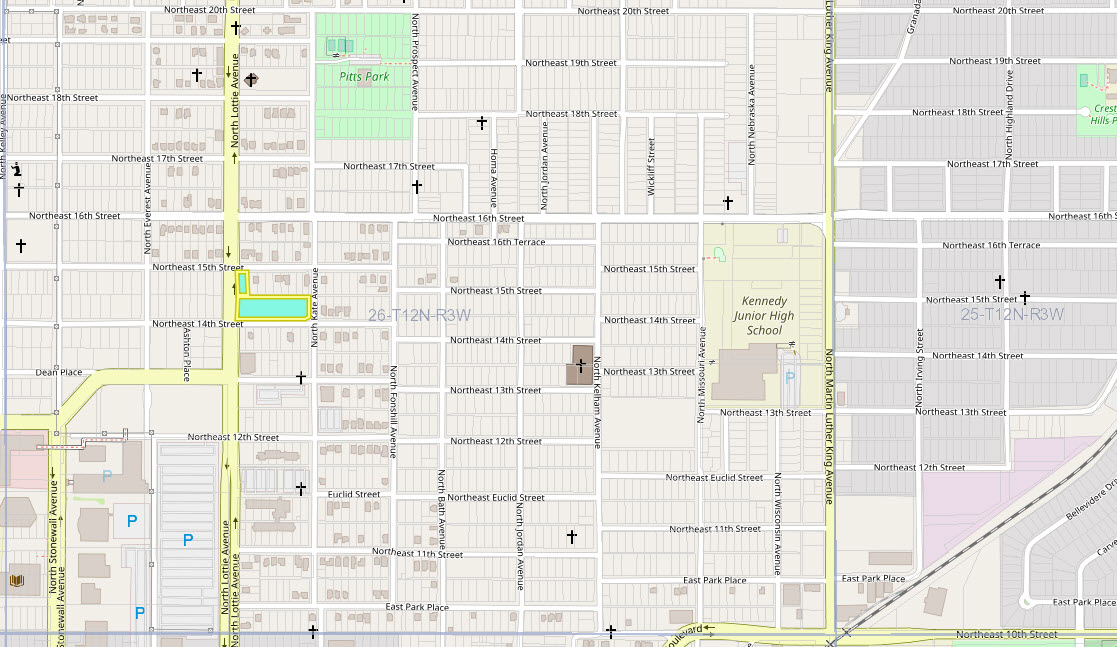 Northeast 20th Street
Northeast 20th Street
Northeast 20th Street
North Lottie Avenue
North Prospect Avenue
Pitts Park
Northeast 19th Street
Northeast 19th Street
Luther King Avenue
Granada
North Highland Drive
Crest
Hills P
Northeast 18th Street
Northeast 18th Street
Northeast 18th Street
North Kelley Avenue
North Nebraska Avenue
Northeast 17th Street
Northeast 17th Street
Northeast 17th Street
Homa Avenue
North Jordan Avenue
Wickliff Street
North Everest Avenue
Northeast 16th Street
Northeast 16th Street
Northeast 16th S
Northeast 16th Terrace
Northeast 16th Terrace
Northeast 15th Street
Northeast 15th Street
Northeast 15th Street
Northeast 15th Street
North Kate Avenue
26-T12N-R3W
25-T12N-R3W
Kennedy
Junior High
School
Northeast 14th Street
Northeast 14th Street
Northeast 14th Street
Northeast 14th Street
Ashton Place
Dean Place
North Fonshill Avenue
North Kelham Avenue
North Missouri Avenue
North Martin Luther King Avenue
North Irving Street
P
Northeast 13th Street
Northeast 13th Street
Northeast 13th Street
Northeast 13th Street
Northeast 12th Street
Northeast 12th Street
Northeast 12th Street
P
P
P
P
North Stonewall Avenue
Stonewall Avenue
North Lottie Avenue
North Lottie Avenue
Euclid Street
Northeast Euclid Street
Northeast Euclid Street
North Bath Avenue
North Jordan Avenue
North Wisconsin Avenue
Northeast 11th Street
Northeast 11th Street
Bellevidere Dr
Carve
East Park Place
East Park Place
East Park Place
East Park Place
oulevard
Northeast 10th Street